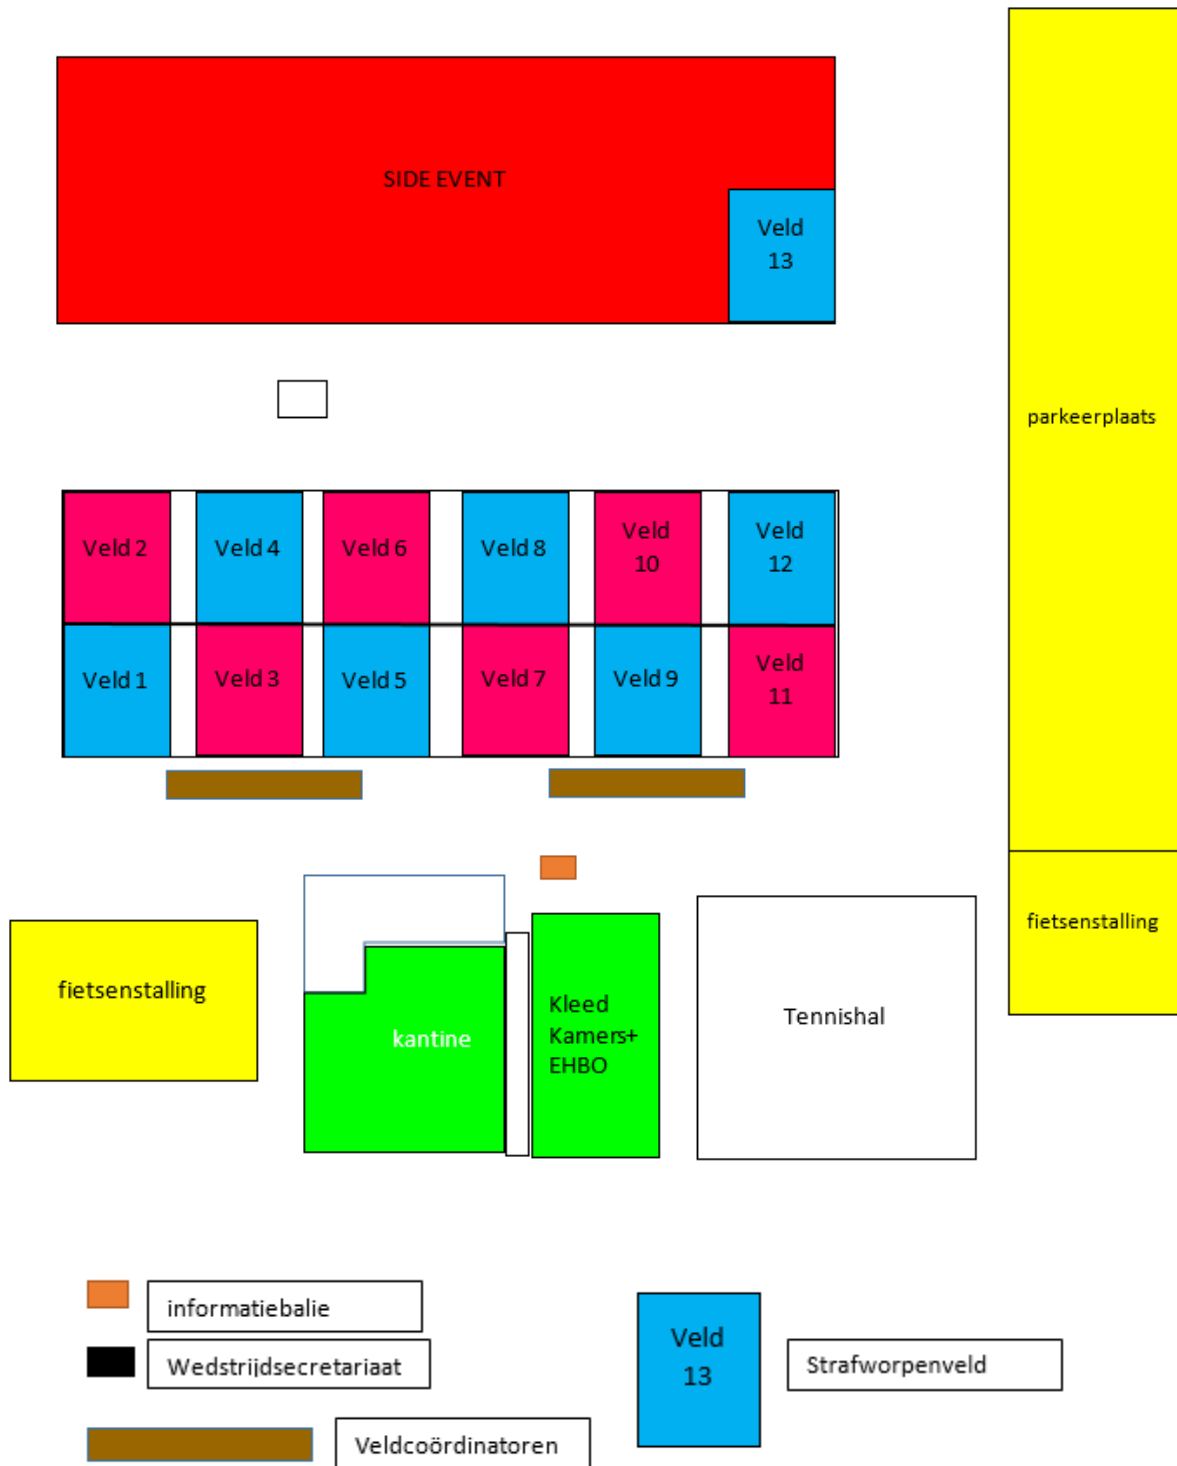 SIDE EVENT
Veld
13
parkeerplaats
Veld 2
Veld 4
Veld 6
Veld 8
Veld
10
Veld
12
Veld 1
Veld 3
Veld 5
Veld 7
Veld 9
Veld
11
fietsenstalling
fietsenstalling
kantine
Kleed
Kamers+
EHBO
Tennishal
informatiebalie
Wedstrijdsecretariaat
Veldcoördinatoren
Veld
13
Strafworpenveld